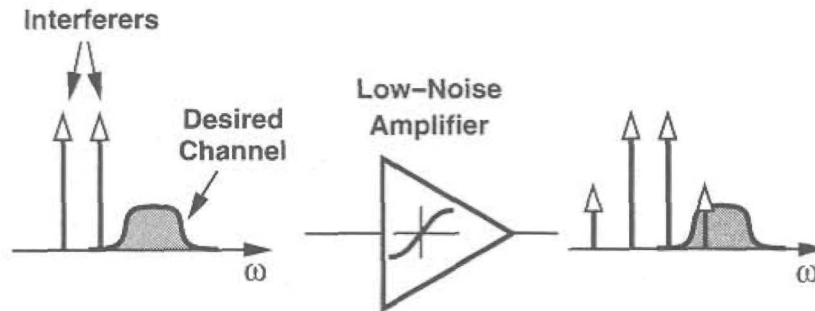 Interferers
Desired
Channel
ω
Low–Noise
Amplifier
ω